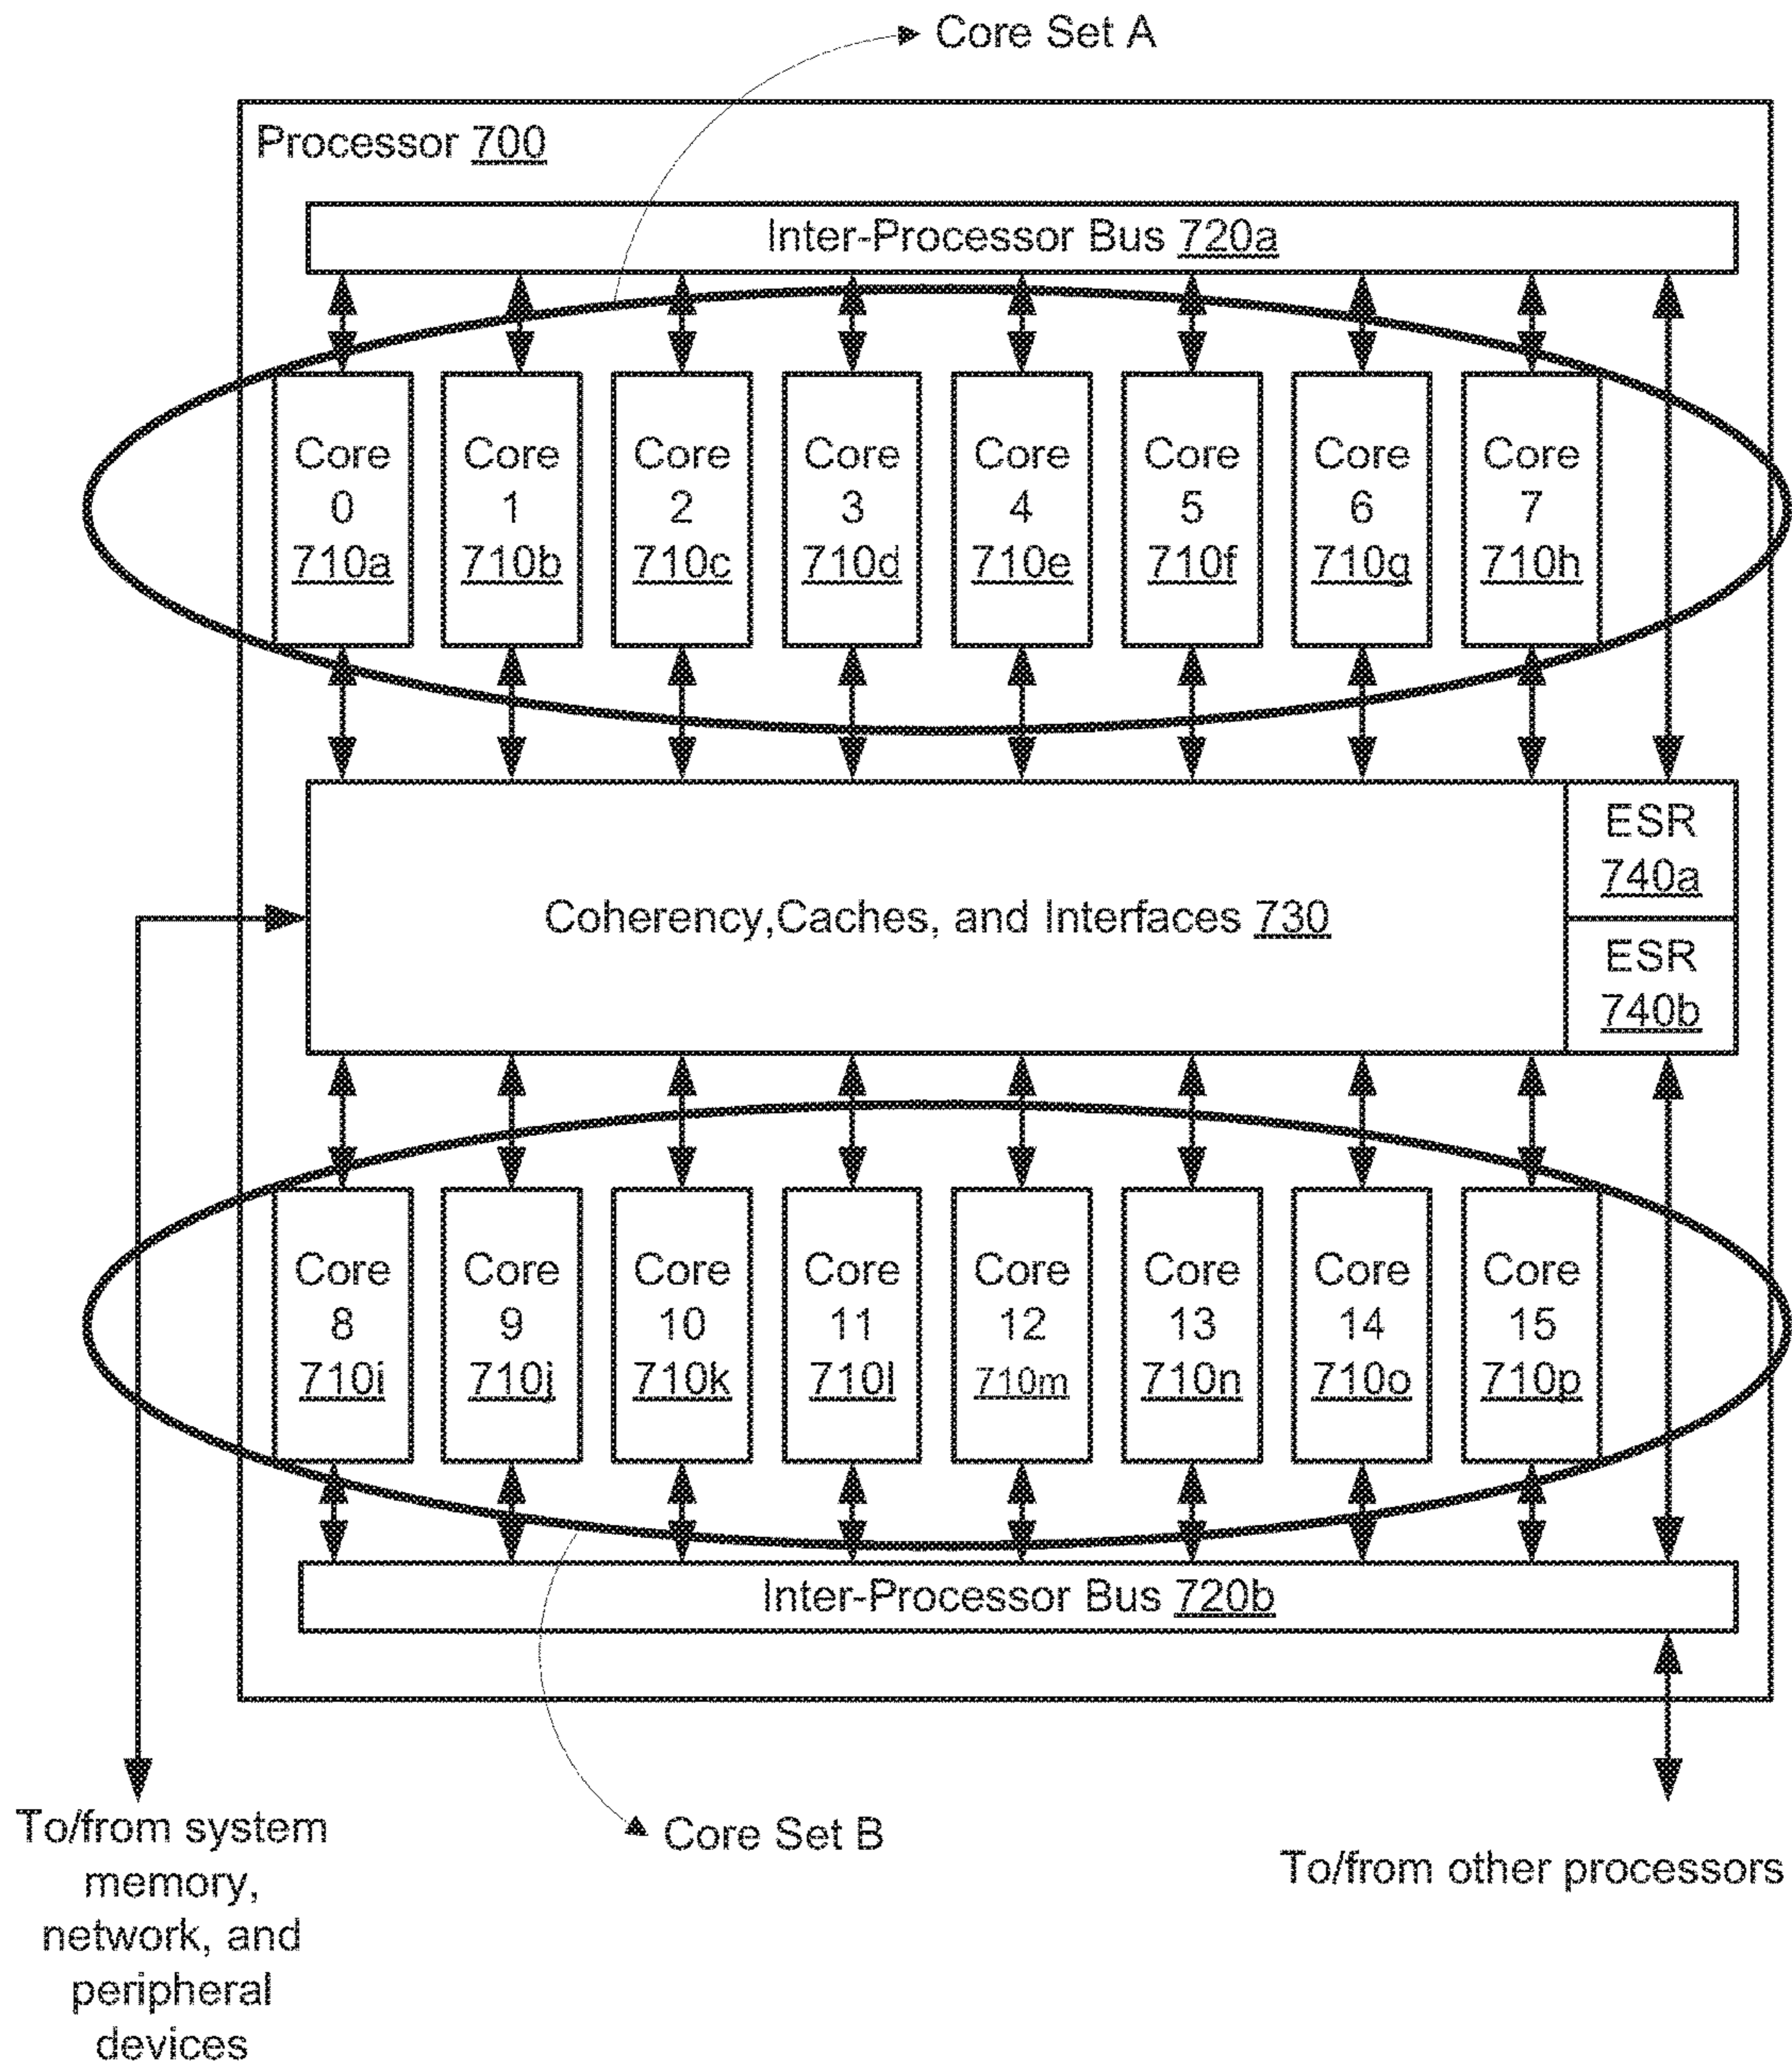 Core Set A
Processor 700
Inter-Processor Bus 720a
Core
0
710a
Core
1
710b
Core
2
710c
Core
3
710d
Core
4
710e
Core
5
710f
Core
6
710g
Core
7
710h
Coherency,Caches, and Interfaces 730
ESR
740a
ESR
740b
Core
8
710i
Core
9
710j
Core
10
710k
Core
11
710l
Core
12
710m
Core
13
710n
Core
14
710o
Core
15
710p
Inter-Processor Bus 720b
To/from system
memory,
network, and
peripheral
devices
Core Set B
To/from other processors